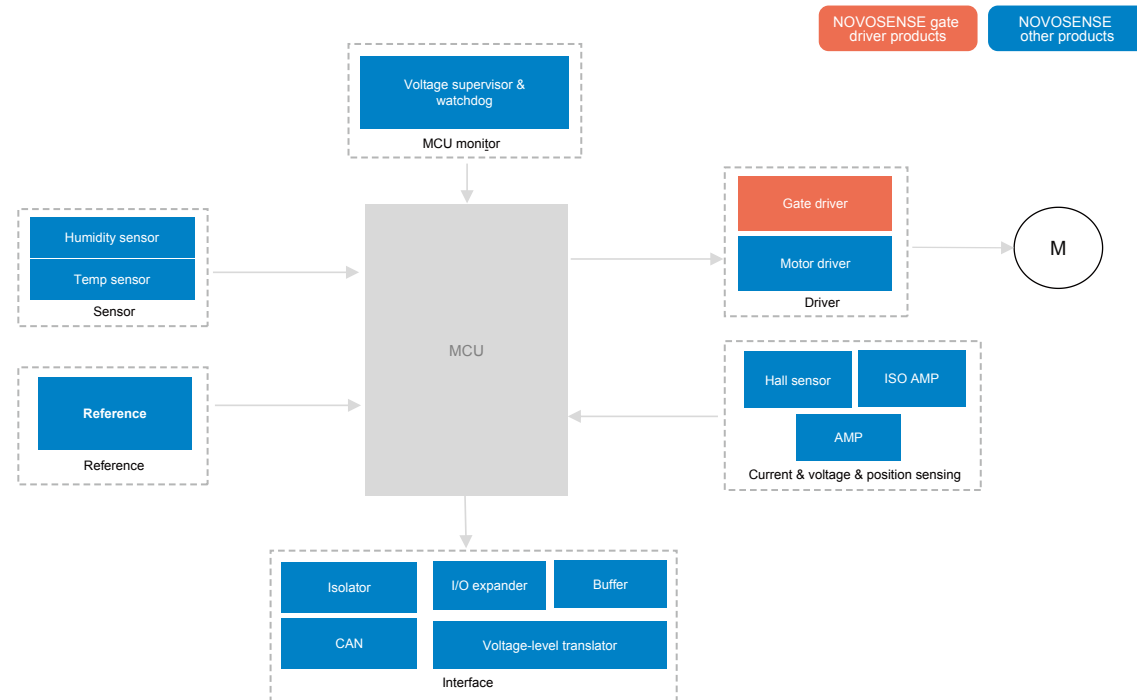 NOVOSENSE gate
driver products
NOVOSENSE
other products
Voltage supervisor &
watchdog
MCU monitor
Humidity sensor
Temp sensor
Sensor
Reference
Reference
MCU
Gate driver
Motor driver
Driver
M
Hall sensor
ISO AMP
AMP
Current & voltage & position sensing
Isolator
I/O expander
Buffer
CAN
Voltage-level translator
Interface